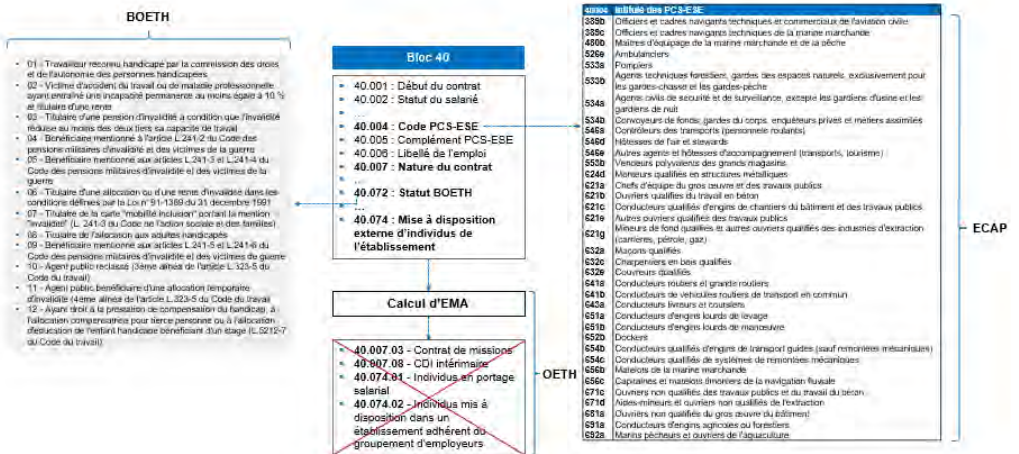 BOETH
01 - Travailleur reconnu handicapé par la commission des droits
et de l'autonomie des personnes handicapées
02 - Victime d'accident du travail ou de maladie professionnelle
ayant entraîné une incapacité permanente au moins égale à 10 %
et titulaire d'une rente
03 - Titulaire d'une pension d'invalidité à condition que l'invalidité
réduise au moins des deux tiers sa capacité de travail
04 - Bénéficiaire mentionné à l'article L.241-2 du Code des
pensions militaires d'invalidité et des victimes de la guerre
05 - Bénéficiaire mentionné aux articles L.241-3 et L.241-4 du
Code des pensions militaires d'invalidité et des victimes de la
guerre
06 - Titulaire d'une allocation ou d'une rente d'invalidité dans les
conditions définies par la Loi n° 91-1389 du 31 décembre 1991
07 - Titulaire de la carte "mobilité inclusion" portant la mention
"invalidité" (L. 241-3 du Code de l'action sociale et des familles)
08 - Titulaire de l'allocation aux adultes handicapés
09 - Bénéficiaire mentionné aux articles L.241-5 et L.241-6 du
Code des pensions militaires d'invalidité et des victimes de guerre
10 - Agent public reclassé (3ème alinéa de l'article L.323-5 du
Code du travail)
11 - Agent public bénéficiaire d'une allocation temporaire
d'invalidité (4ème alinéa de l'article L.323-5 du Code du travail
12 - Ayant droit à la prestation de compensation du handicap, à
l'allocation compensatrice pour tierce personne ou à l'allocation
d'éducation de l'enfant handicapé bénéficiant d'un stage (L.5212-7
du Code du travail)
Bloc 40
40.001 : Début du contrat
40.002 : Statut du salarié
...
40.004 : Code PCS-ESE
40.005 : Complément PCS-ESE
40.006 : Libellé de l'emploi
40.007 : Nature du contrat
...
40.072 : Statut BOETH
...
40.074 : Mise à disposition
externe d'individus de
l'établissement
Calcul d'EMA
40.007.03 - Contrat de missions
40.007.08 - CDI intérimaire
40.074.01 - Individus en portage
salarial
40.074.02 - Individus mis à
disposition dans un
établissement adhérent du
groupement d'employeurs
OETH
Intitulé des PCS-ESE
389b Officiers et cadres navigants techniques et commerciaux de l'aviation civile
389c Officiers et cadres navigants techniques de la marine marchande
480b Maîtres d'équipage de la marine marchande et de la pêche
526e Ambulanciers
533a Pompiers
533b Agents techniques forestiers, gardes des espaces naturels, exclusivement pour
les gardes-chasse et les gardes-pêche
534a Agents civils de sécurité et de surveillance, excepté les gardiens d'usine et les
gardiens de nuit
534b Convoyeurs de fonds, gardes du corps, enquêteurs privés et métiers assimilés
546a Contrôleurs des transports (personnels roulants)
546d Hôtesses de l'air et stewards
546e Autres agents et hôtesses d'accompagnement (transports, tourisme)
553b Vendeurs polyvalents des grands magasins
624d Monteurs qualifiés en structures métalliques
621a Chefs d'équipe du gros œuvre et des travaux publics
621b Ouvriers qualifiés du travail en béton
621c Conducteurs qualifiés d'engins de chantiers du bâtiment et des travaux publics
621e Autres ouvriers qualifiés des travaux publics
621g Mineurs de fond qualifiés et autres ouvriers qualifiés des industries d'extraction
(carrières, pétrole, gaz)
632a Maçons qualifiés
632c Charpentiers en bois qualifiés
632e Couvreurs qualifiés
641a Conducteurs routiers et grands routiers
641b Conducteurs de véhicules routiers de transport en commun
643a Conducteurs livreurs et coursiers
651a Conducteurs d'engins lourds de levage
651b Conducteurs d'engins lourds de manœuvre
652b Dockers
654b Conducteurs qualifiés d'engins de transport guidés (sauf remontées mécaniques)
654c Conducteurs qualifiés de systèmes de remontées mécaniques
656b Matelots de la marine marchande
656c Capitaines et matelots timoniers de la navigation fluviale
671c Ouvriers non qualifiés des travaux publics et du travail du béton
671d Aides-mineurs et ouvriers non qualifiés de l'extraction
681a Ouvriers non qualifiés du gros œuvre du bâtiment
691a Conducteurs d'engins agricoles ou forestiers
692a Marins pêcheurs et ouvriers de l'aquaculture
ECAP